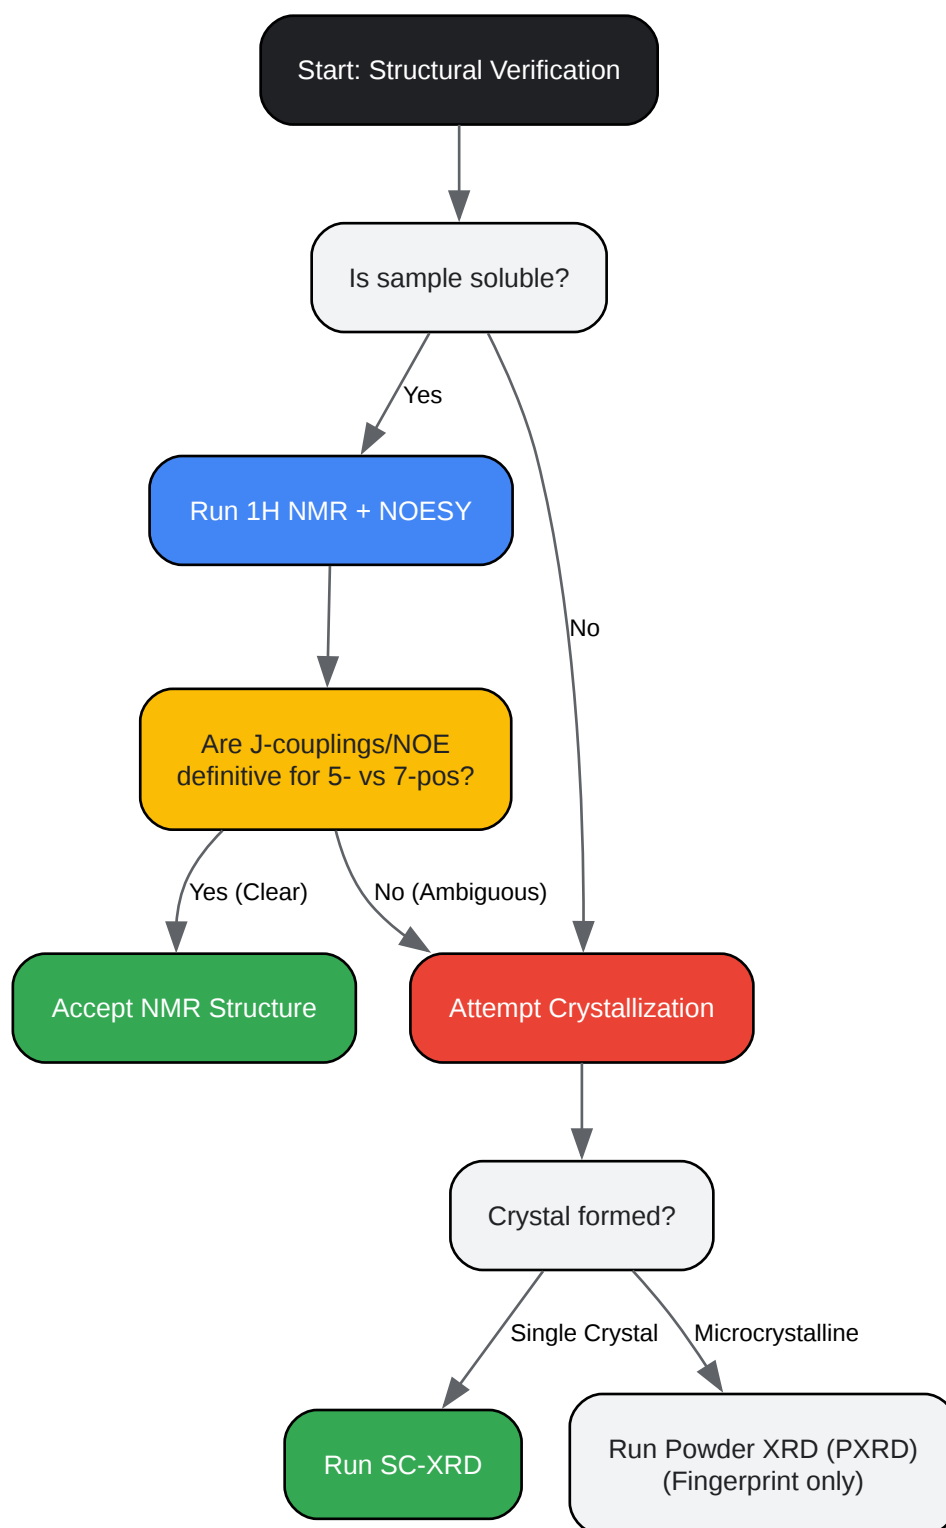 Start: Structural Verification
Is sample soluble?
Yes
Run 1H NMR + NOESY
No
Are J-couplings/NOE
definitive for 5- vs 7-pos?
Yes (Clear)
No (Ambiguous)
Accept NMR Structure
Attempt Crystallization
Crystal formed?
Single Crystal
Microcrystalline
Run SC-XRD
Run Powder XRD (PXRD)
(Fingerprint only)